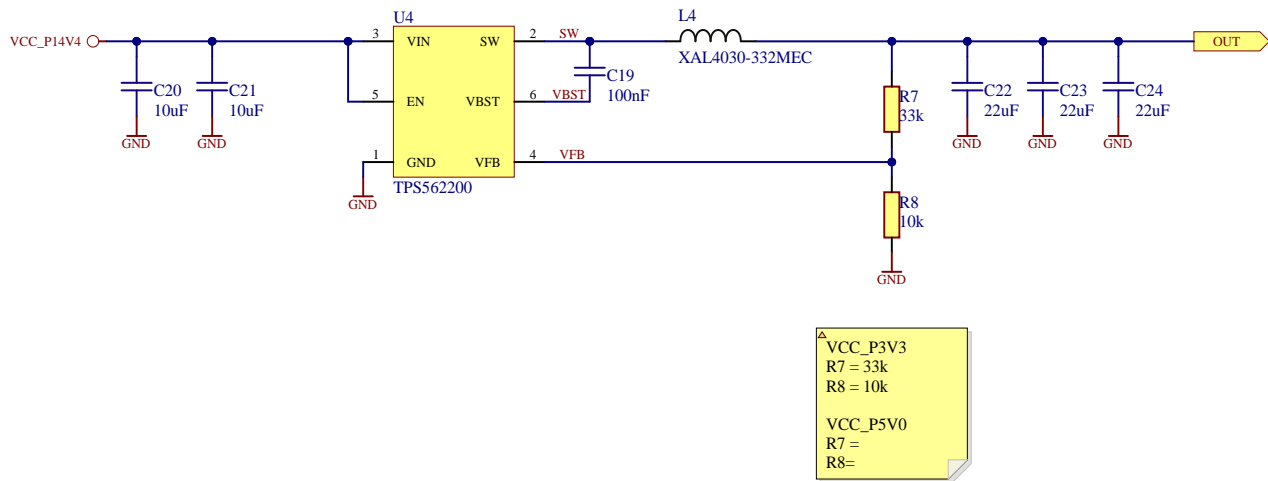 U4
L4
VCC_P14V4
3
VIN
SW
2
SW
OUT
XAL4030-332MEC
C19
100nF
C20
10uF
C21
10uF
5
EN
VBST
6
VBST
R7
33k
C22
22uF
C23
22uF
C24
22uF
GND
GND
GND
GND
GND
1
GND
VFB
4
VFB
TPS562200
GND
R8
10k
GND
VCC_P3V3
R7 = 33k
R8 = 10k
VCC_P5V0
R7 =
R8=